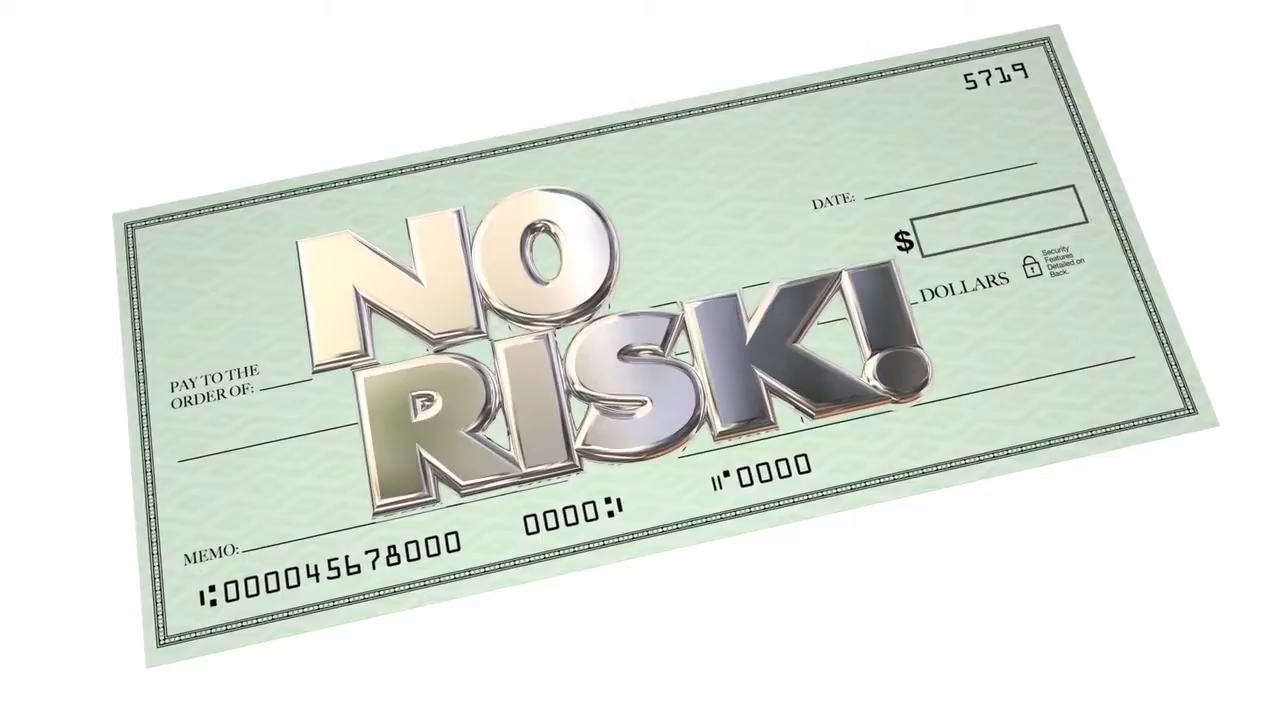 5719
DATE:
$
Security
Features
Detailed on
Back.
DOLLARS
NO
RISK!
PAY TO THE
ORDER OF:
MEMO:
⑆000045678000 0000⑆ ⑈0000